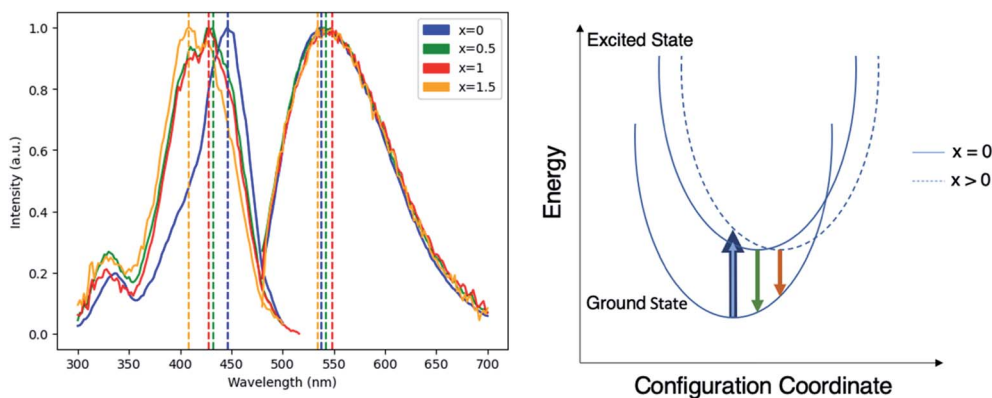 1.0
0.8
0.6
0.4
0.2
0.0
Intensity (a.u.)
300 350 400 450 500 550 600 650 700
Wavelength (nm)
x=0
x=0.5
x=1
x=1.5
Excited State
Ground State
Energy
Configuration Coordinate
x = 0
x > 0